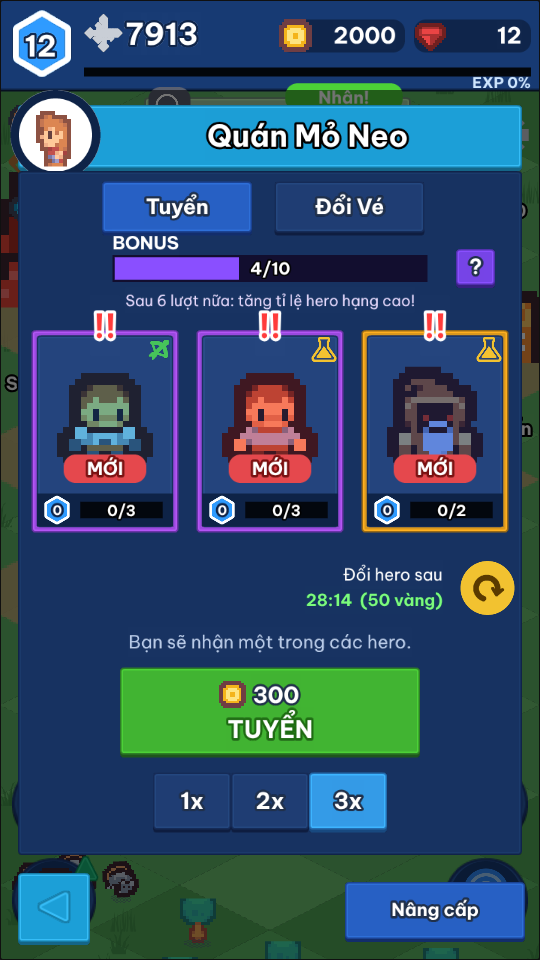 12
7913
2000
12
EXP 0%
Nhân!
Quán Mỏ Neo
Tuyển
Đổi Vé
BONUS
4/10
?
Sau 6 lượt nữa: tăng tỉ lệ hero hạng cao!
!! !! !!
MỚI MỚI MỚI
0 0/3 0 0/3 0 0/2
Đổi hero sau
28:14 (50 vàng)
Bạn sẽ nhận một trong các hero.
300
TUYỂN
1x 2x 3x
Nâng cấp